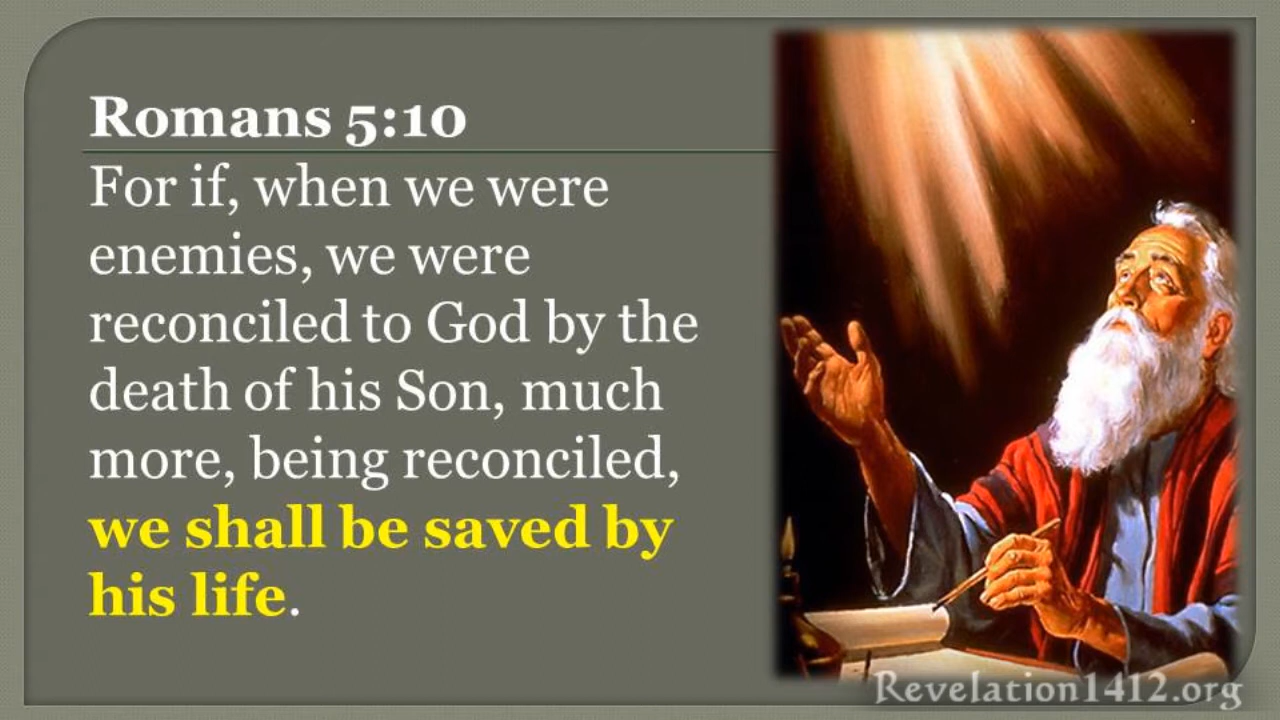 Romans 5:10
For if, when we were
enemies, we were
reconciled to God by the
death of his Son, much
more, being reconciled,
we shall be saved by
his life.
Revelation1412.org